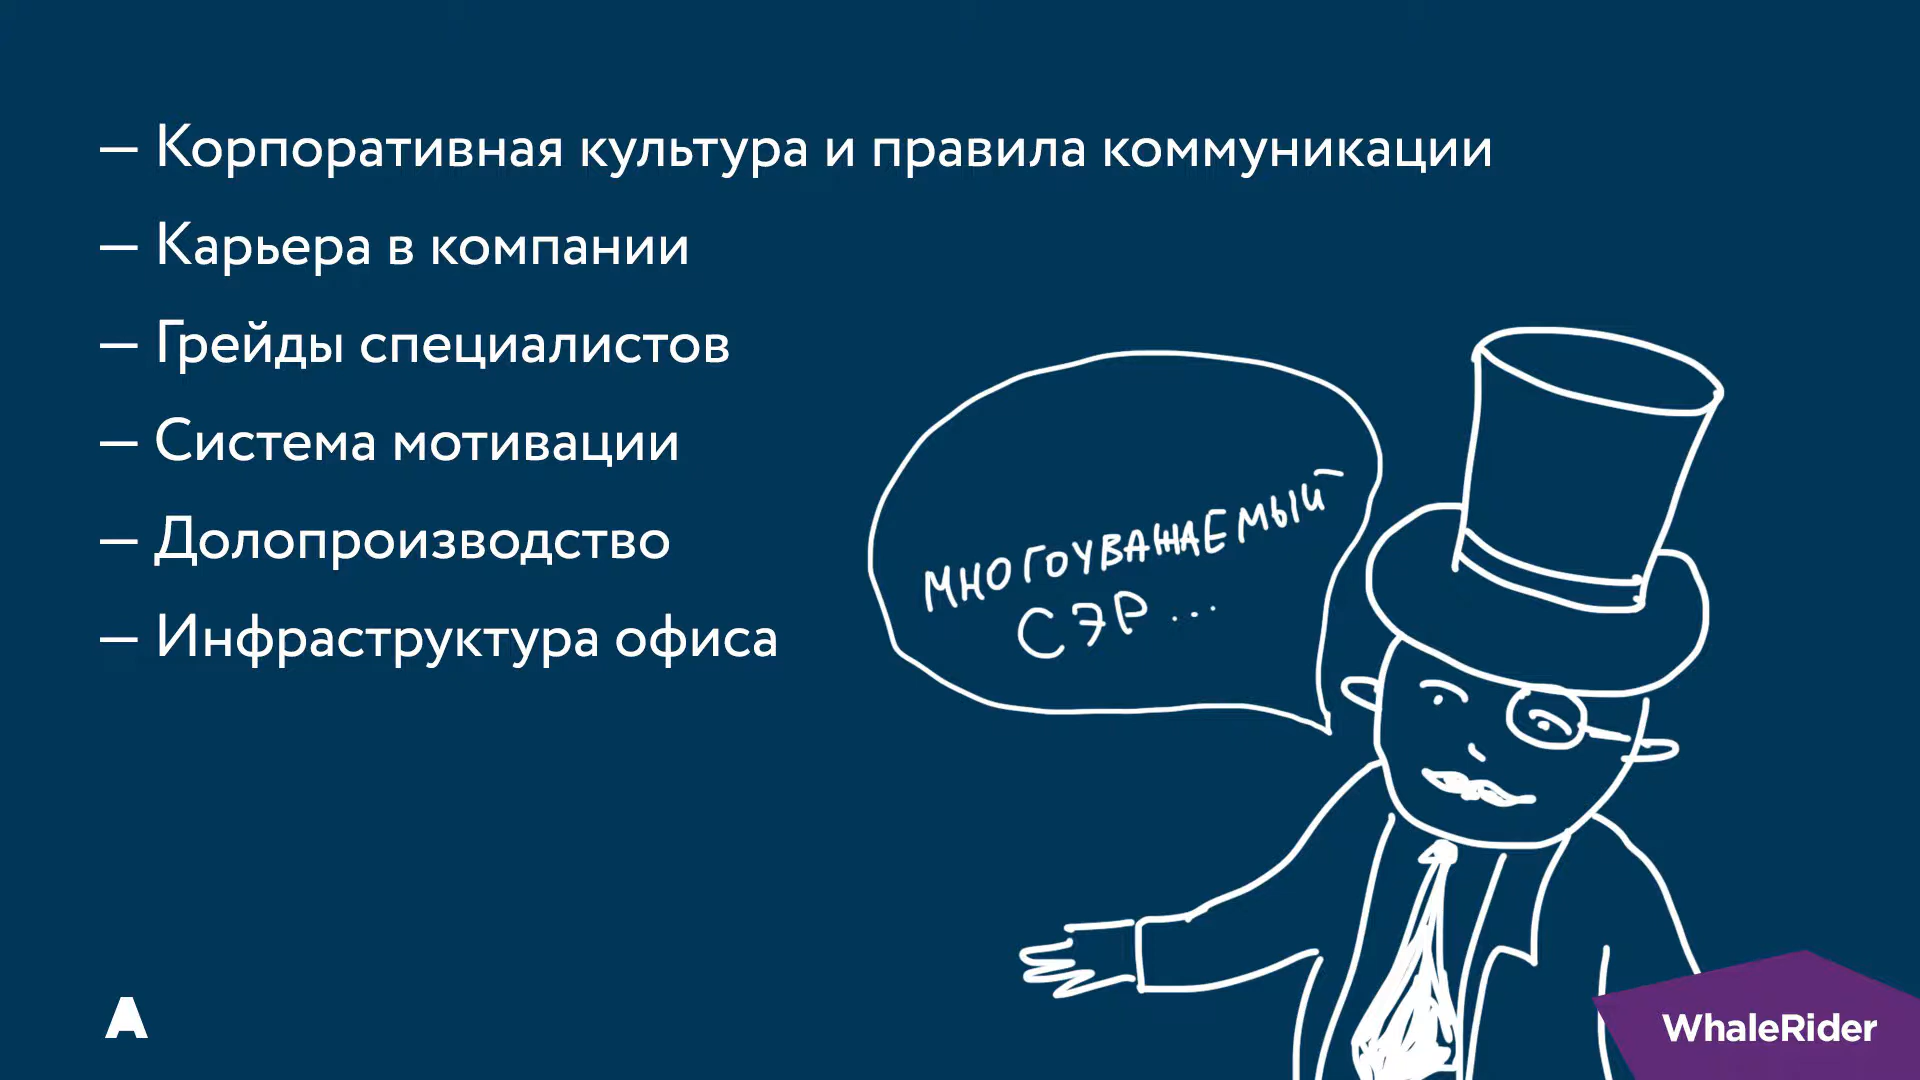 — Корпоративная культура и правила коммуникации
— Карьера в компании
— Грейды специалистов
— Система мотивации
— Долопроизводство
— Инфраструктура офиса
МНОГОУВАЖАЕМЫЙ
СЭР...
A
WhaleRider